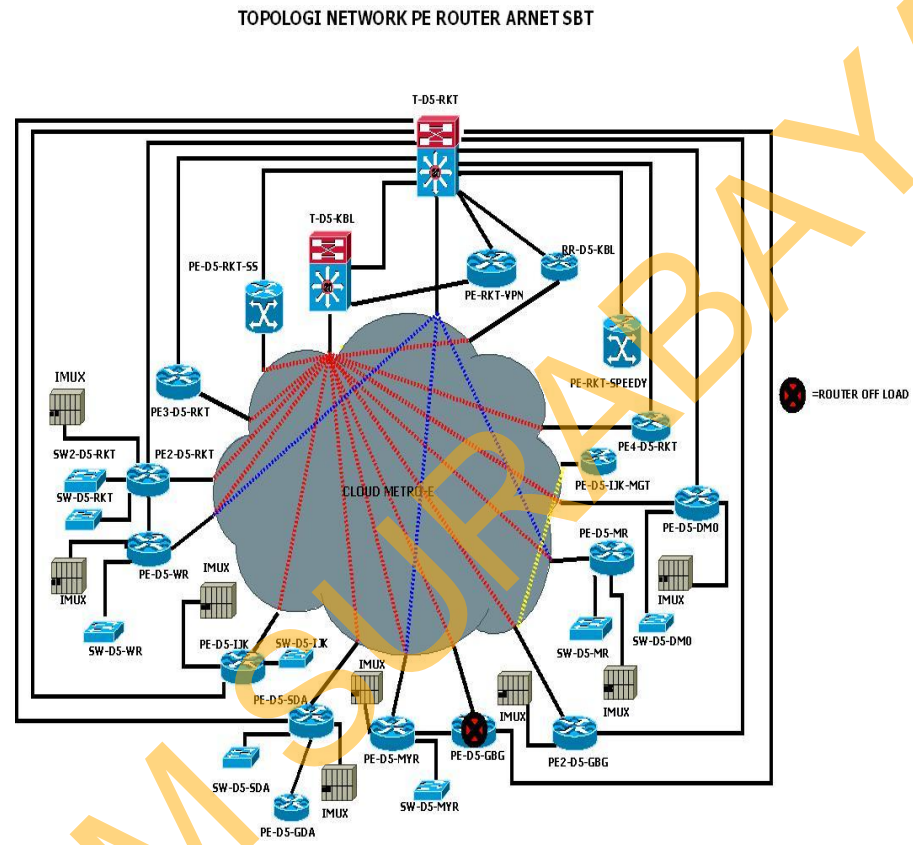 TOPOLOGI NETWORK PE ROUTER ARNET SBT
T-D5-RKT
T-D5-KBL
RR-D5-KBL
PE-D5-RKT-SS
PE-RKT-VPN
IMUX
PE-RKT-SPEEDY
=ROUTER OFF LOAD
PE3-D5-RKT
PE4-D5-RKT
SW2-D5-RKT
PE2-D5-RKT
PE-D5-IJK-MGT
SW-D5-RKT
CLOUD METRO-E
PE-D5-DMO
PE-D5-MR
PE-D5-WR
IMUX
IMUX
IMUX
SW-D5-WR
PE-D5-IJK
SW-D5-IJK
SW-D5-MR
SW-D5-DMO
IMUX
PE-D5-SDA
IMUX
IMUX
PE-D5-MYR
PE-D5-GBG
PE2-D5-GBG
SW-D5-SDA
IMUX
SW-D5-MYR
PE-D5-GDA
M SURABAYA